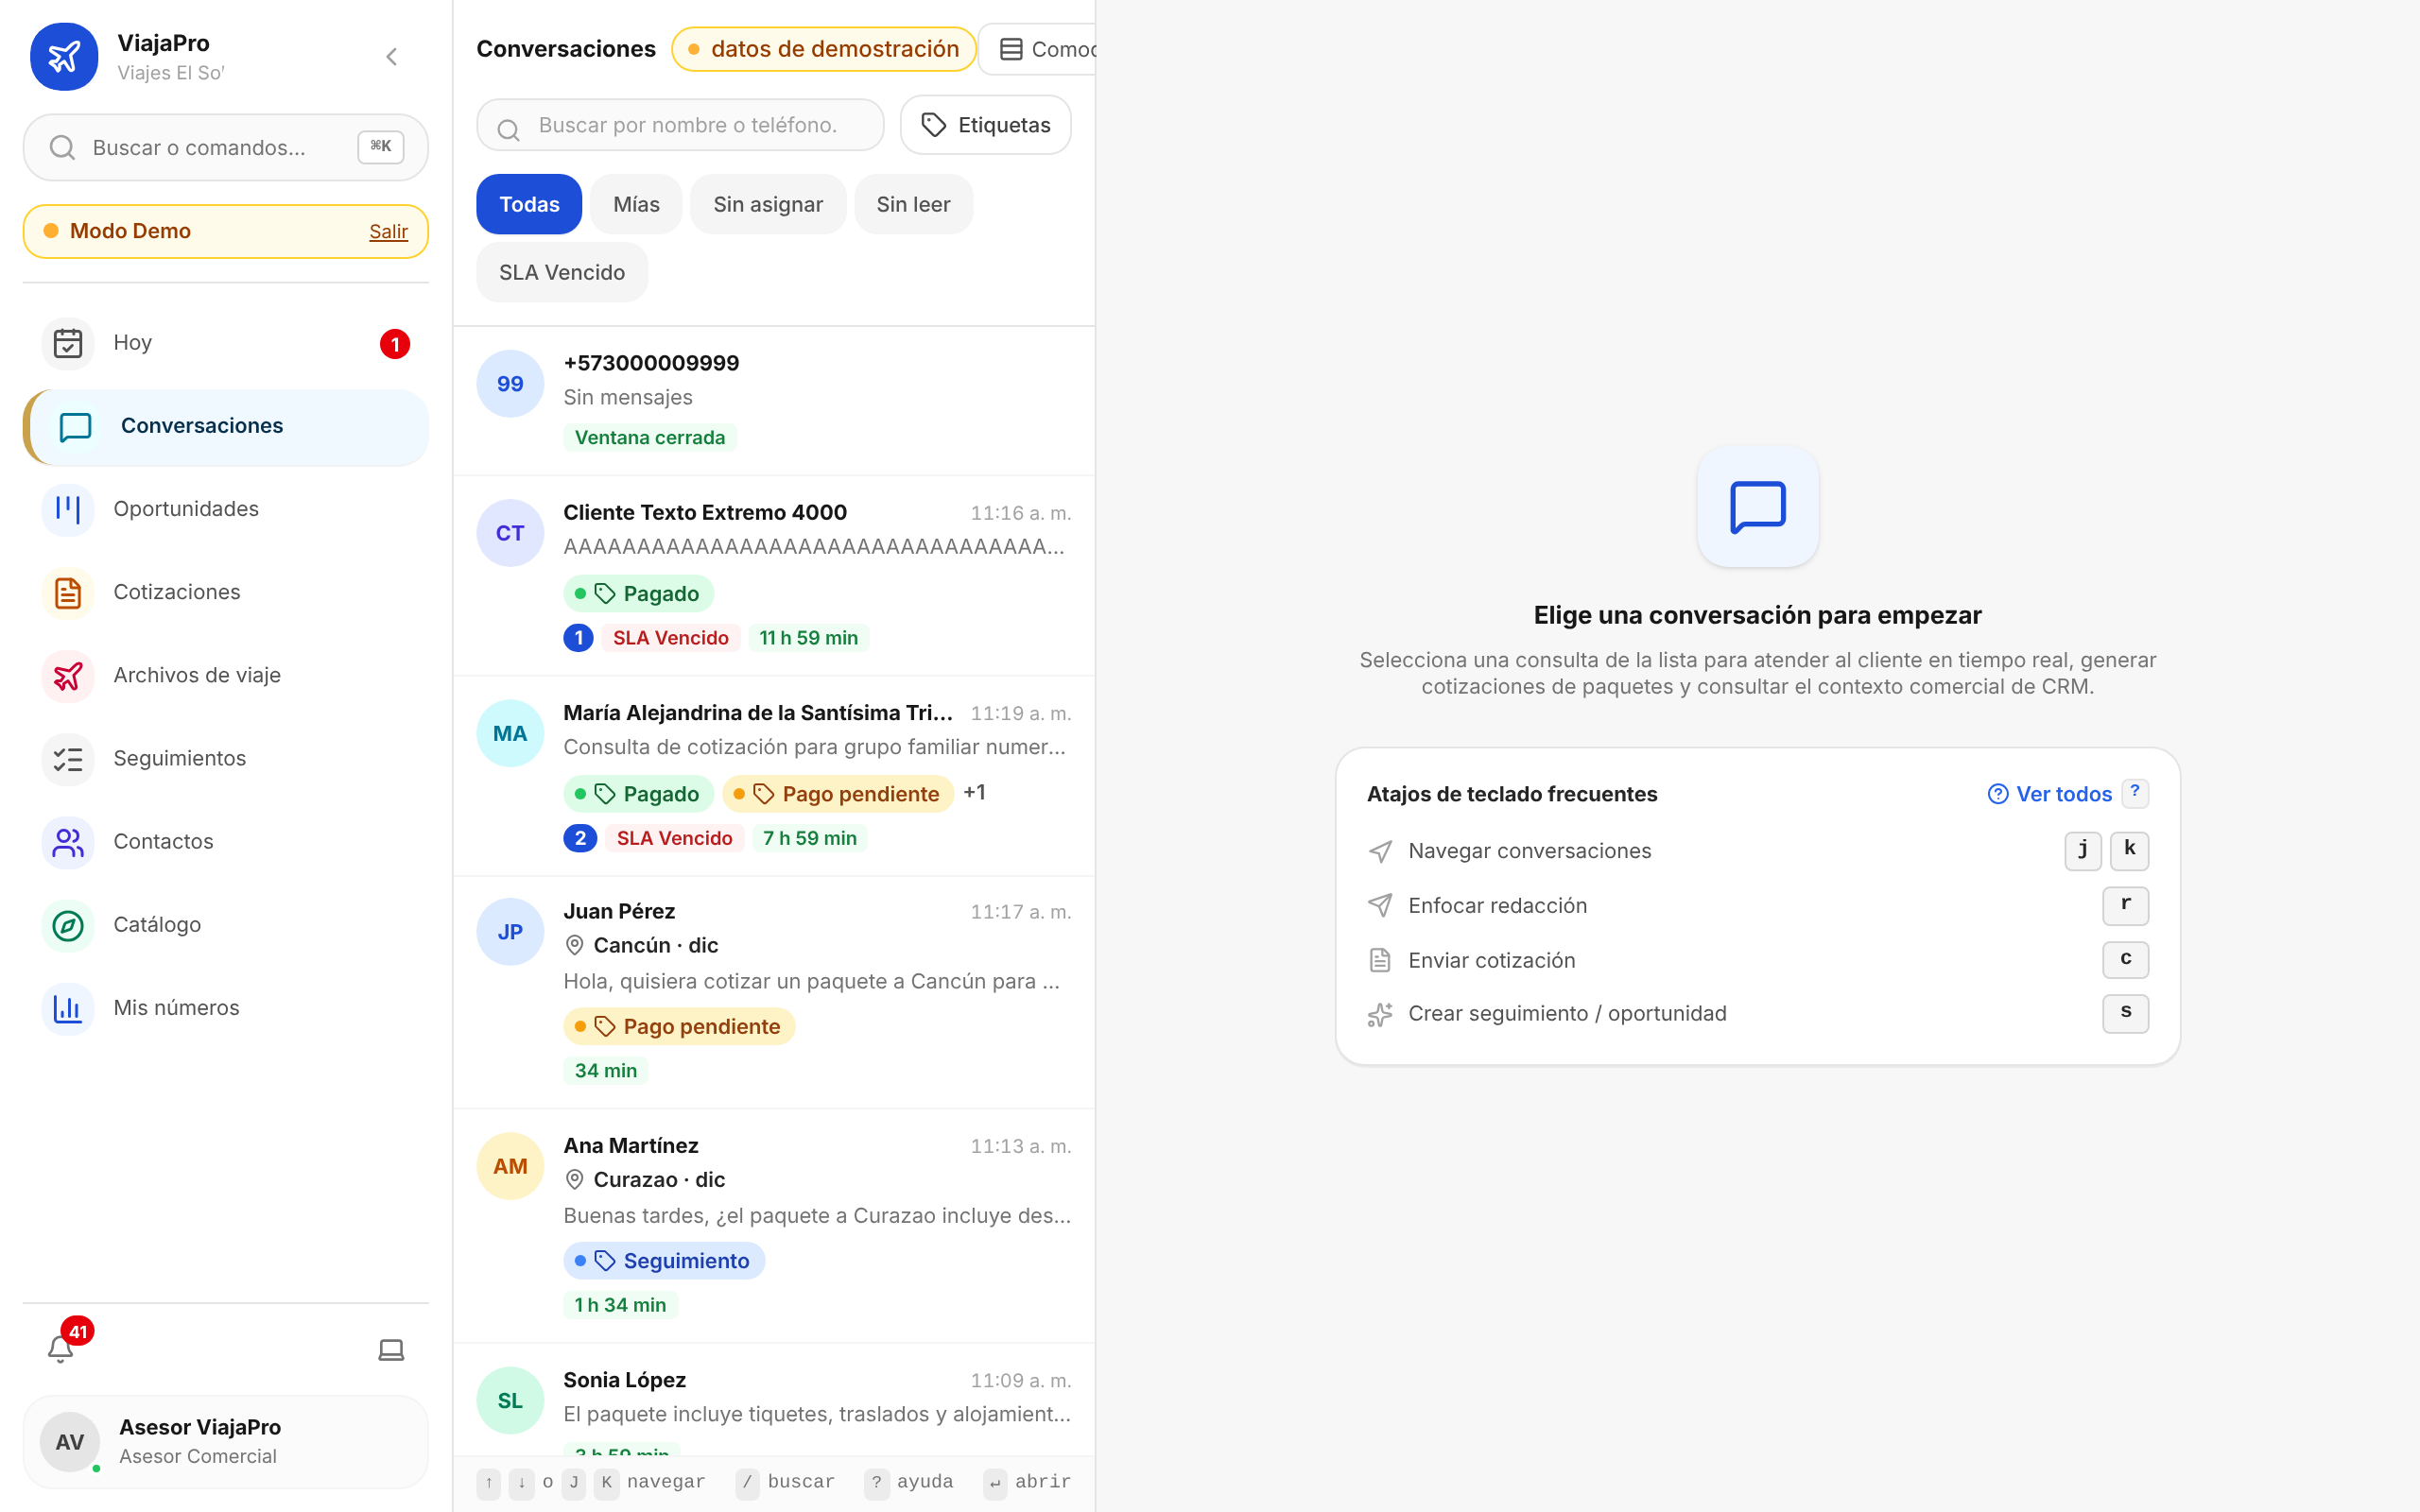 ViajaPro
Viajes El So
Buscar o comandos...
⌘K
Modo Demo
Salir
Hoy
1
Conversaciones
Oportunidades
Cotizaciones
Archivos de viaje
Seguimientos
Contactos
Catálogo
Mis números
41
AV
Asesor ViajaPro
Asesor Comercial
Conversaciones
datos de demostración
Comod
Buscar por nombre o teléfono.
Etiquetas
Todas
Mías
Sin asignar
Sin leer
SLA Vencido
99
+573000009999
Sin mensajes
Ventana cerrada
CT
Cliente Texto Extremo 4000
11:16 a. m.
AAAAAAAAAAAAAAAAAAAAAAAAAAAAAAAAA...
Pagado
1 SLA Vencido 11 h 59 min
MA
María Alejandrina de la Santísima Tri...
11:19 a. m.
Consulta de cotización para grupo familiar numer...
Pagado Pago pendiente +1
2 SLA Vencido 7 h 59 min
JP
Juan Pérez
11:17 a. m.
Cancún · dic
Hola, quisiera cotizar un paquete a Cancún para ...
Pago pendiente
34 min
AM
Ana Martínez
11:13 a. m.
Curazao · dic
Buenas tardes, ¿el paquete a Curazao incluye des...
Seguimiento
1 h 34 min
SL
Sonia López
11:09 a. m.
El paquete incluye tiquetes, traslados y alojamient...
3 h 59 min
↑ ↓ o J K navegar / buscar ? ayuda ↵ abrir
Elige una conversación para empezar
Selecciona una consulta de la lista para atender al cliente en tiempo real, generar
cotizaciones de paquetes y consultar el contexto comercial de CRM.
Atajos de teclado frecuentes
Ver todos ?
Navegar conversaciones
j k
Enfocar redacción
r
Enviar cotización
c
Crear seguimiento / oportunidad
s